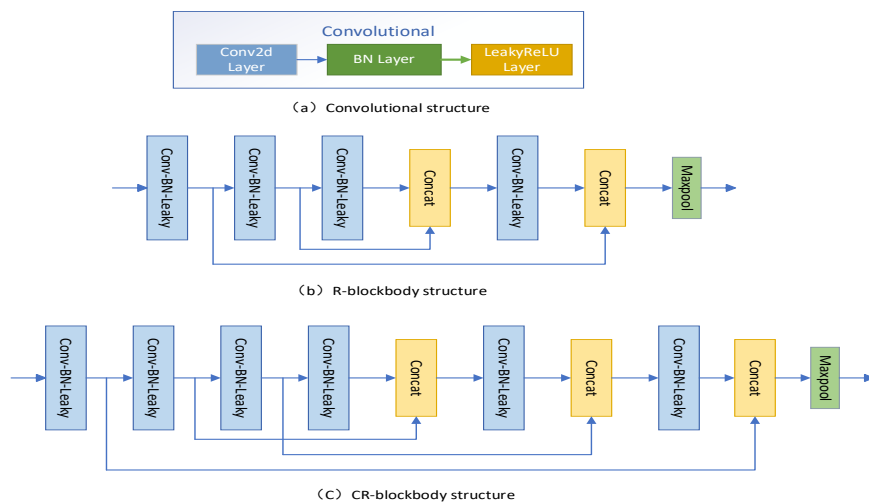 Convolutional
Conv2d
Layer
BN Layer
LeakyReLU
Layer
（a）Convolutional structure
Conv-BN-Leaky
Conv-BN-Leaky
Conv-BN-Leaky
Concat
Conv-BN-Leaky
Concat
Maxpool
（b）R-blockbody structure
Conv-BN-Leaky
Conv-BN-Leaky
Conv-BN-Leaky
Conv-BN-Leaky
Concat
Conv-BN-Leaky
Concat
Conv-BN-Leaky
Concat
Maxpool
（C）CR-blockbody structure